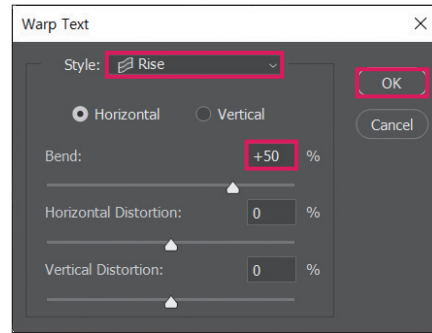 Warp Text
Style: Rise
OK
Horizontal Vertical
Cancel
Bend: +50 %
Horizontal Distortion: 0 %
Vertical Distortion: 0 %